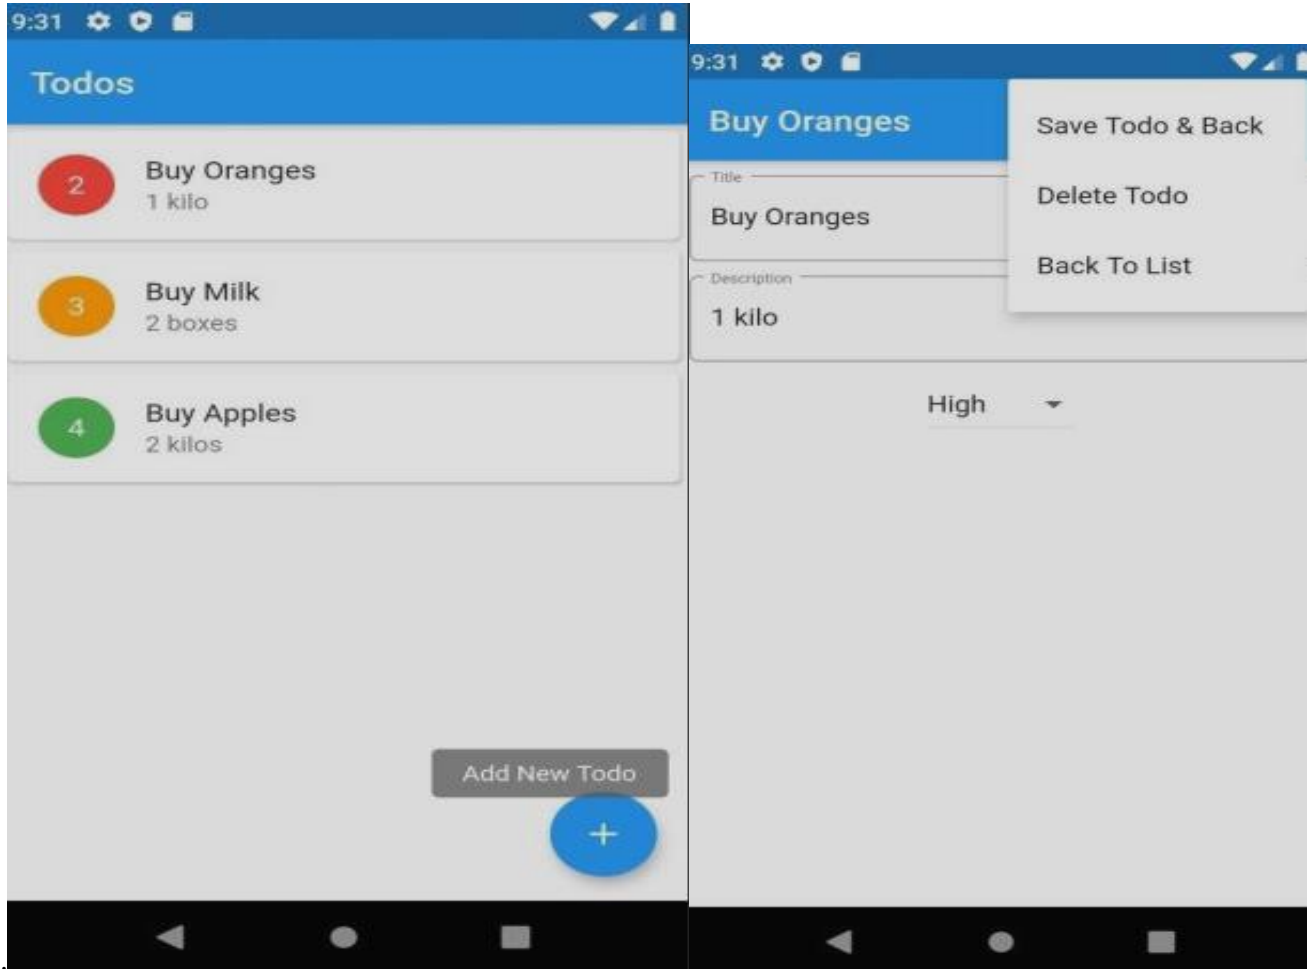 9:31
Todos
2
Buy Oranges
1 kilo
3
Buy Milk
2 boxes
4
Buy Apples
2 kilos
Add New Todo
+
9:31
Buy Oranges
Save Todo & Back
Delete Todo
Back To List
Title
Buy Oranges
Description
1 kilo
High
.